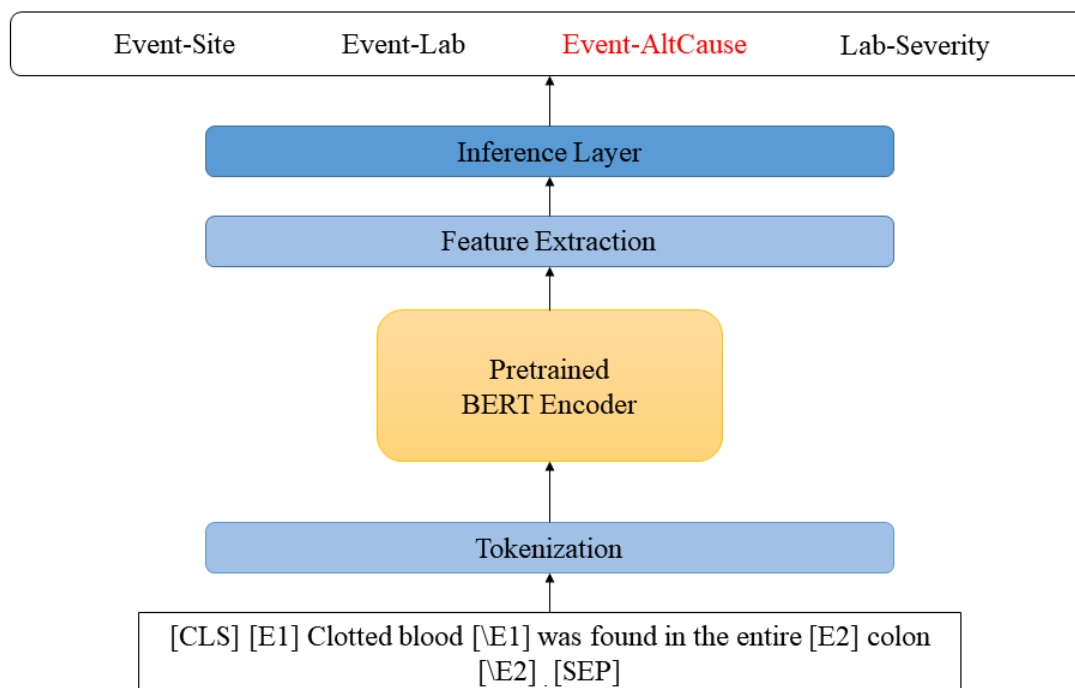 Event-Site Event-Lab Event-AltCause Lab-Severity
Inference Layer
Feature Extraction
Pretrained
BERT Encoder
Tokenization
[CLS] [E1] Clotted blood [\E1] was found in the entire [E2] colon
[\E2] . [SEP]